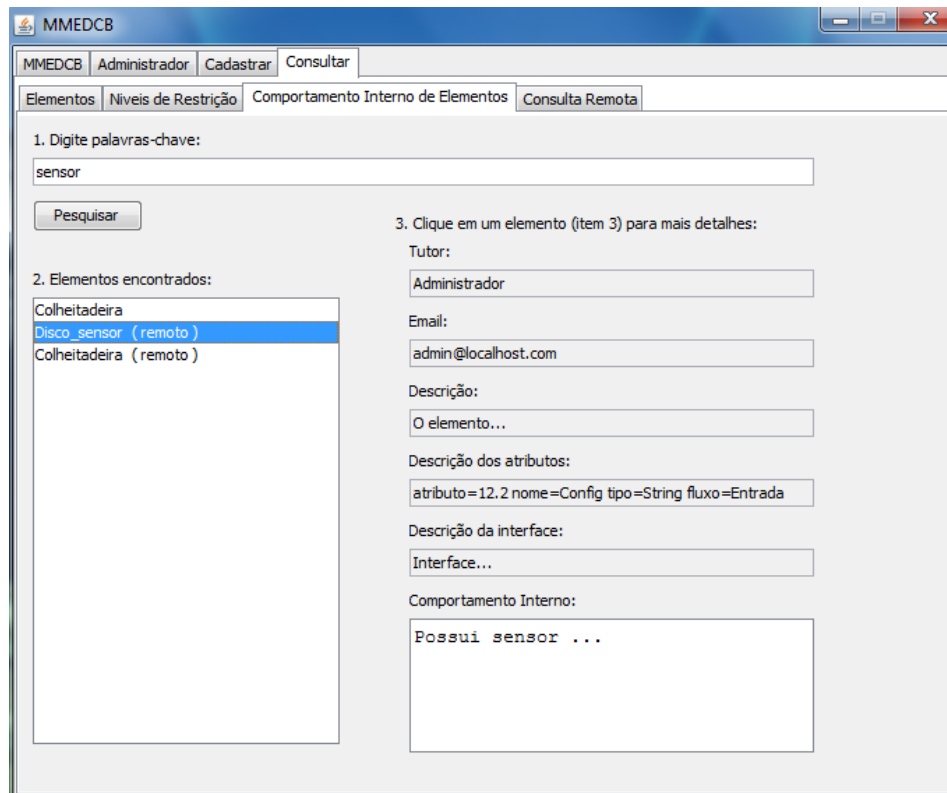 MMEDCB
MMEDCB Administrador Cadastrar Consultar
Elementos Niveis de Restrição Comportamento Interno de Elementos Consulta Remota
1. Digite palavras-chave:
sensor
Pesquisar
2. Elementos encontrados:
Colheitadeira
Disco_sensor ( remoto )
Colheitadeira ( remoto )
3. Clique em um elemento (item 3) para mais detalhes:
Tutor:
Administrador
Email:
admin@localhost.com
Descrição:
O elemento...
Descrição dos atributos:
atributo=12.2 nome=Config tipo=String fluxo=Entrada
Descrição da interface:
Interface...
Comportamento Interno:
Possui sensor ...